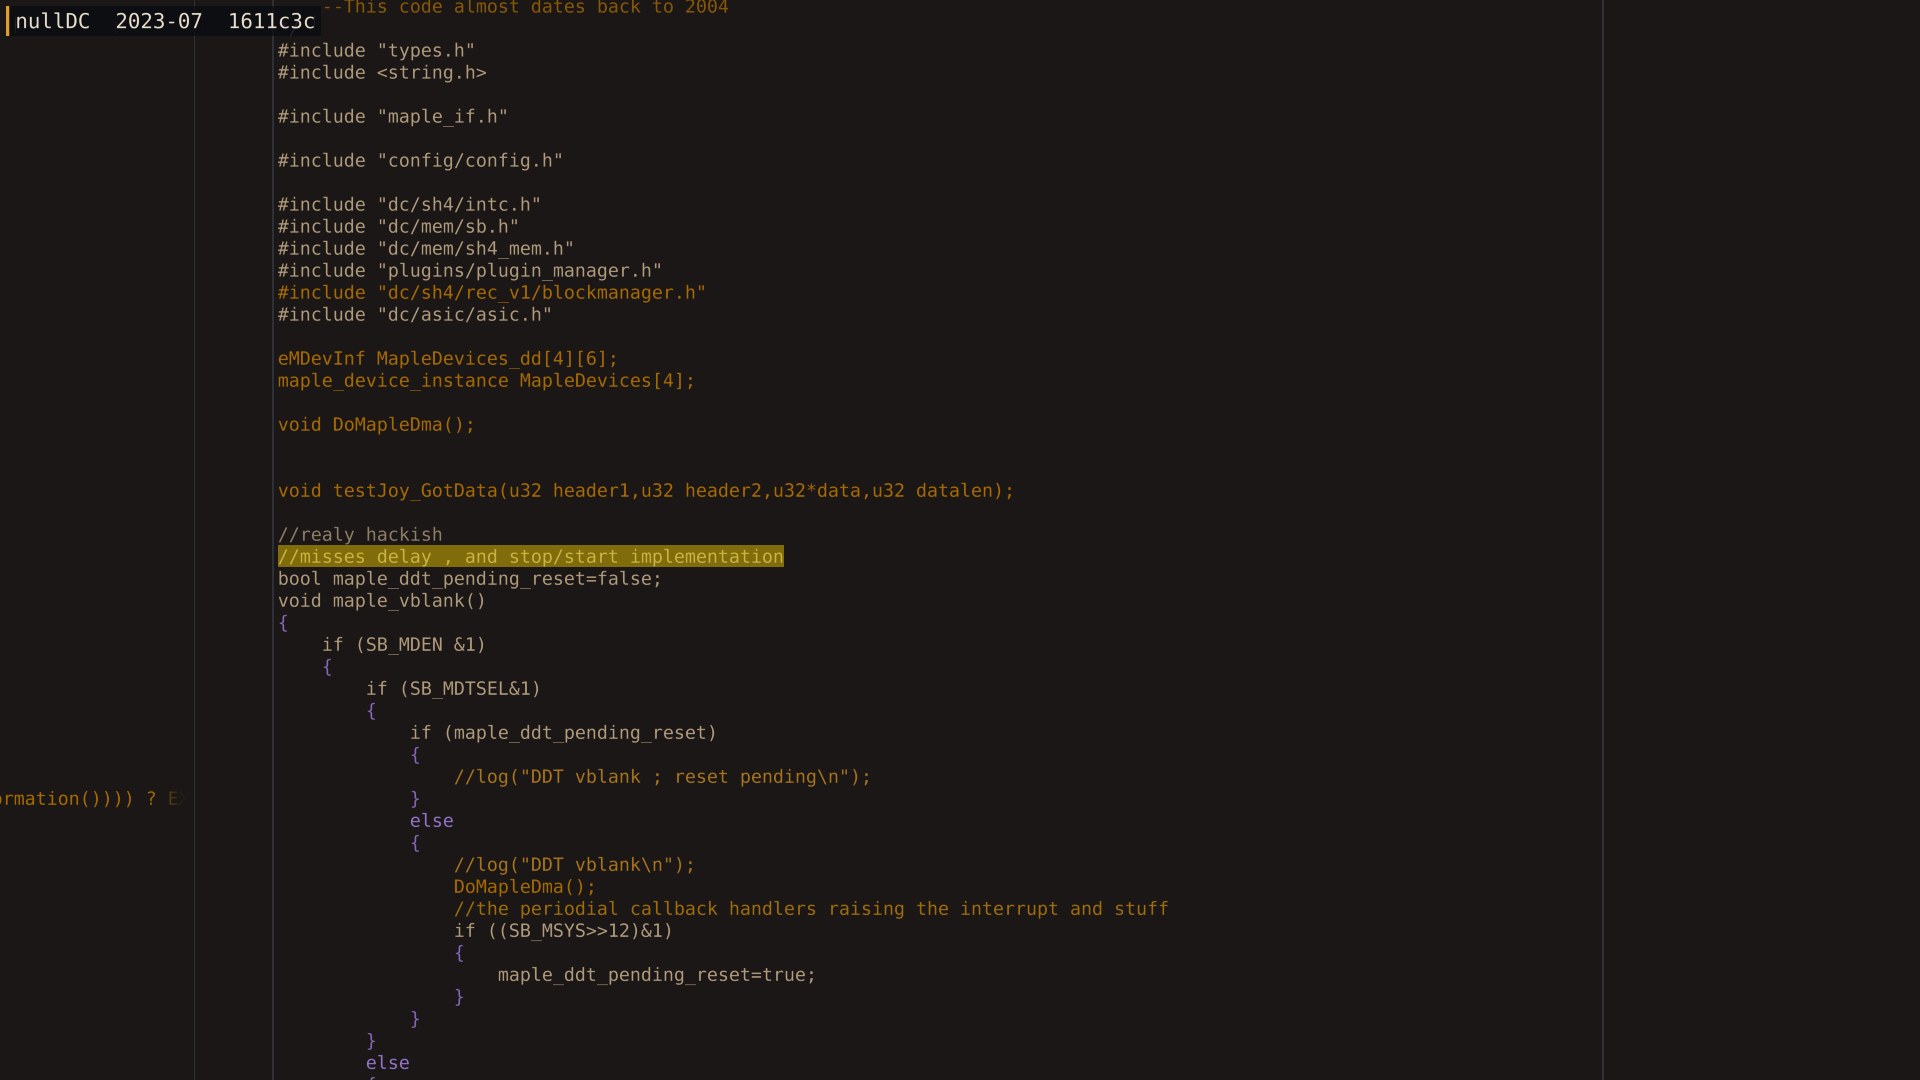 --This code almost dates back to 2004
nullDC 2023-07 1611c3c
#include "types.h"
#include <string.h>
#include "maple_if.h"
#include "config/config.h"
#include "dc/sh4/intc.h"
#include "dc/mem/sb.h"
#include "dc/mem/sh4_mem.h"
#include "plugins/plugin_manager.h"
#include "dc/sh4/rec_v1/blockmanager.h"
#include "dc/asic/asic.h"
eMDevInf MapleDevices_dd[4][6];
maple_device_instance MapleDevices[4];
void DoMapleDma();
void testJoy_GotData(u32 header1,u32 header2,u32*data,u32 datalen);
//realy hackish
//misses delay , and stop/start implementation
bool maple_ddt_pending_reset=false;
void maple_vblank()
{
if (SB_MDEN &1)
{
if (SB_MDTSEL&1)
{
if (maple_ddt_pending_reset)
{
//log("DDT vblank ; reset pending\n");
}
ormation()))) ? E
else
{
//log("DDT vblank\n");
DoMapleDma();
//the periodial callback handlers raising the interrupt and stuff
if ((SB_MSYS>>12)&1)
{
maple_ddt_pending_reset=true;
}
}
}
else